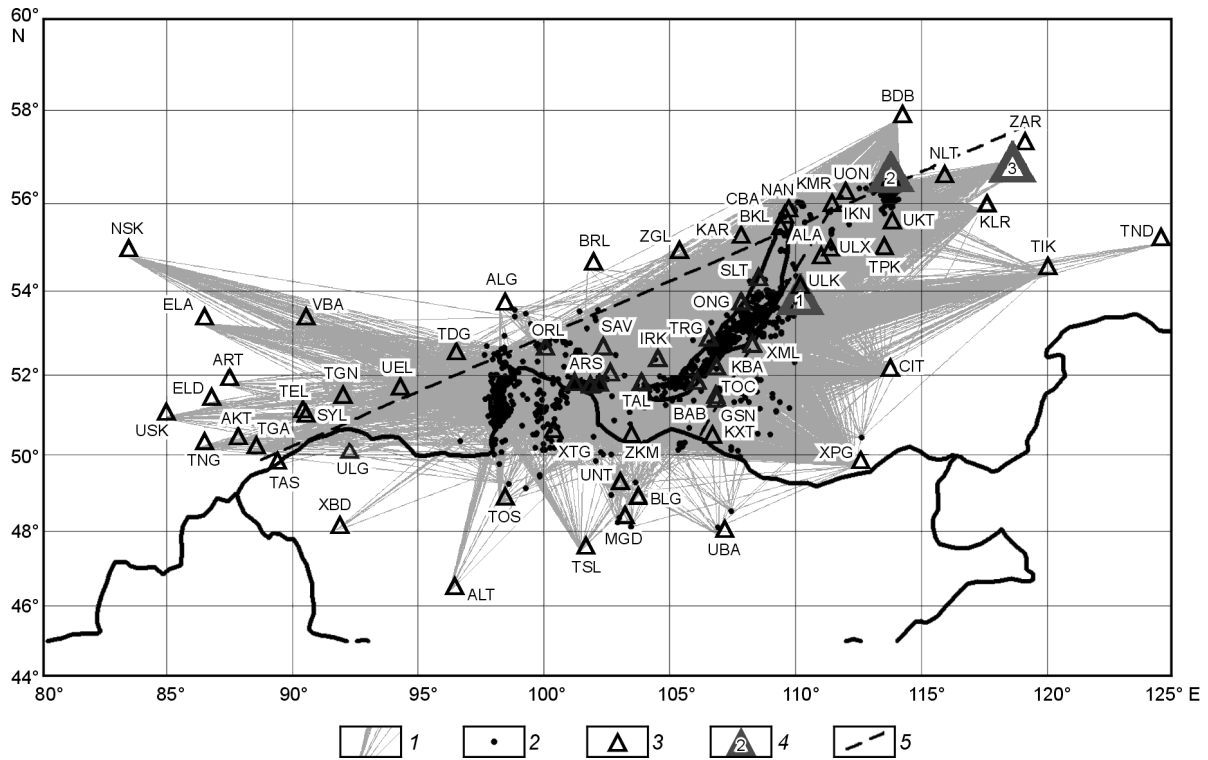 60°
N
58°
56°
54°
52°
50°
48°
46°
44°
BDB
ZAR
NLT
3
2
UON
KMR
NAN
CBA
BKL
IKN
UKT
KLR
NSK
KAR
ZGL
BRL
ALA
ULX
TPK
TIK
TND
SLT
ULK
1
ALG
ELA
VBA
ONG
TDG
ORL
SAV
IRK
TRG
XML
ART
TGN
UEL
ARS
KBA
CIT
ELD
TEL
TAL
TOC
USK
AKT
TGA
SYL
BAB
GSN
KXT
TNG
TAS
ULG
XTG
ZKM
XPG
UNT
XBD
TOS
BLG
MGD
UBA
TSL
ALT
80° 85° 90° 95° 100° 105° 110° 115° 120° 125° E
1 2 3 2 4 5